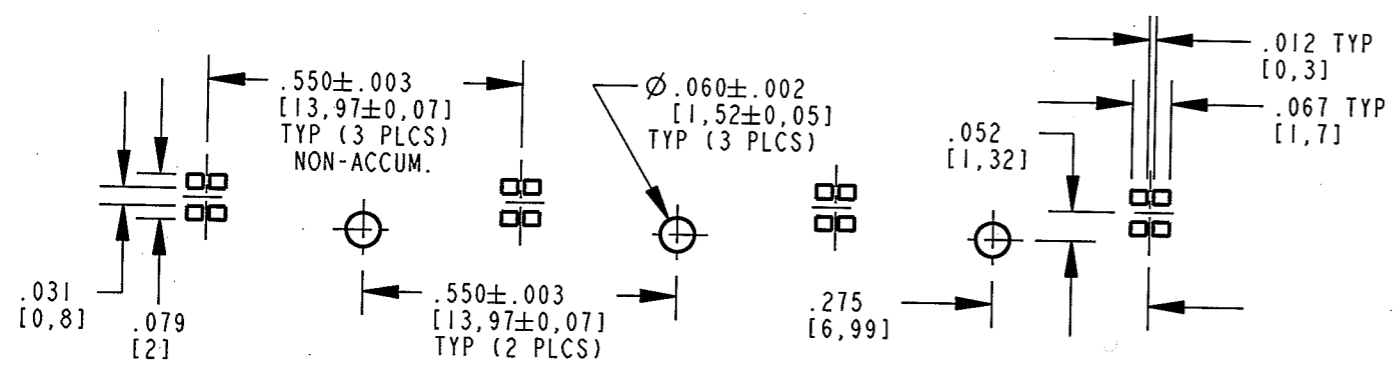 .550±.003
[13,97±0,07]
TYP (3 PLCS)
NON-ACCUM.
Ø .060±.002
[1,52±0,05]
TYP (3 PLCS)
.012 TYP
[0,3]
.067 TYP
[1,7]
.052
[1,32]
.031
[0,8]
.079
[2]
.550±.003
[13,97±0,07]
TYP (2 PLCS)
.275
[6,99]